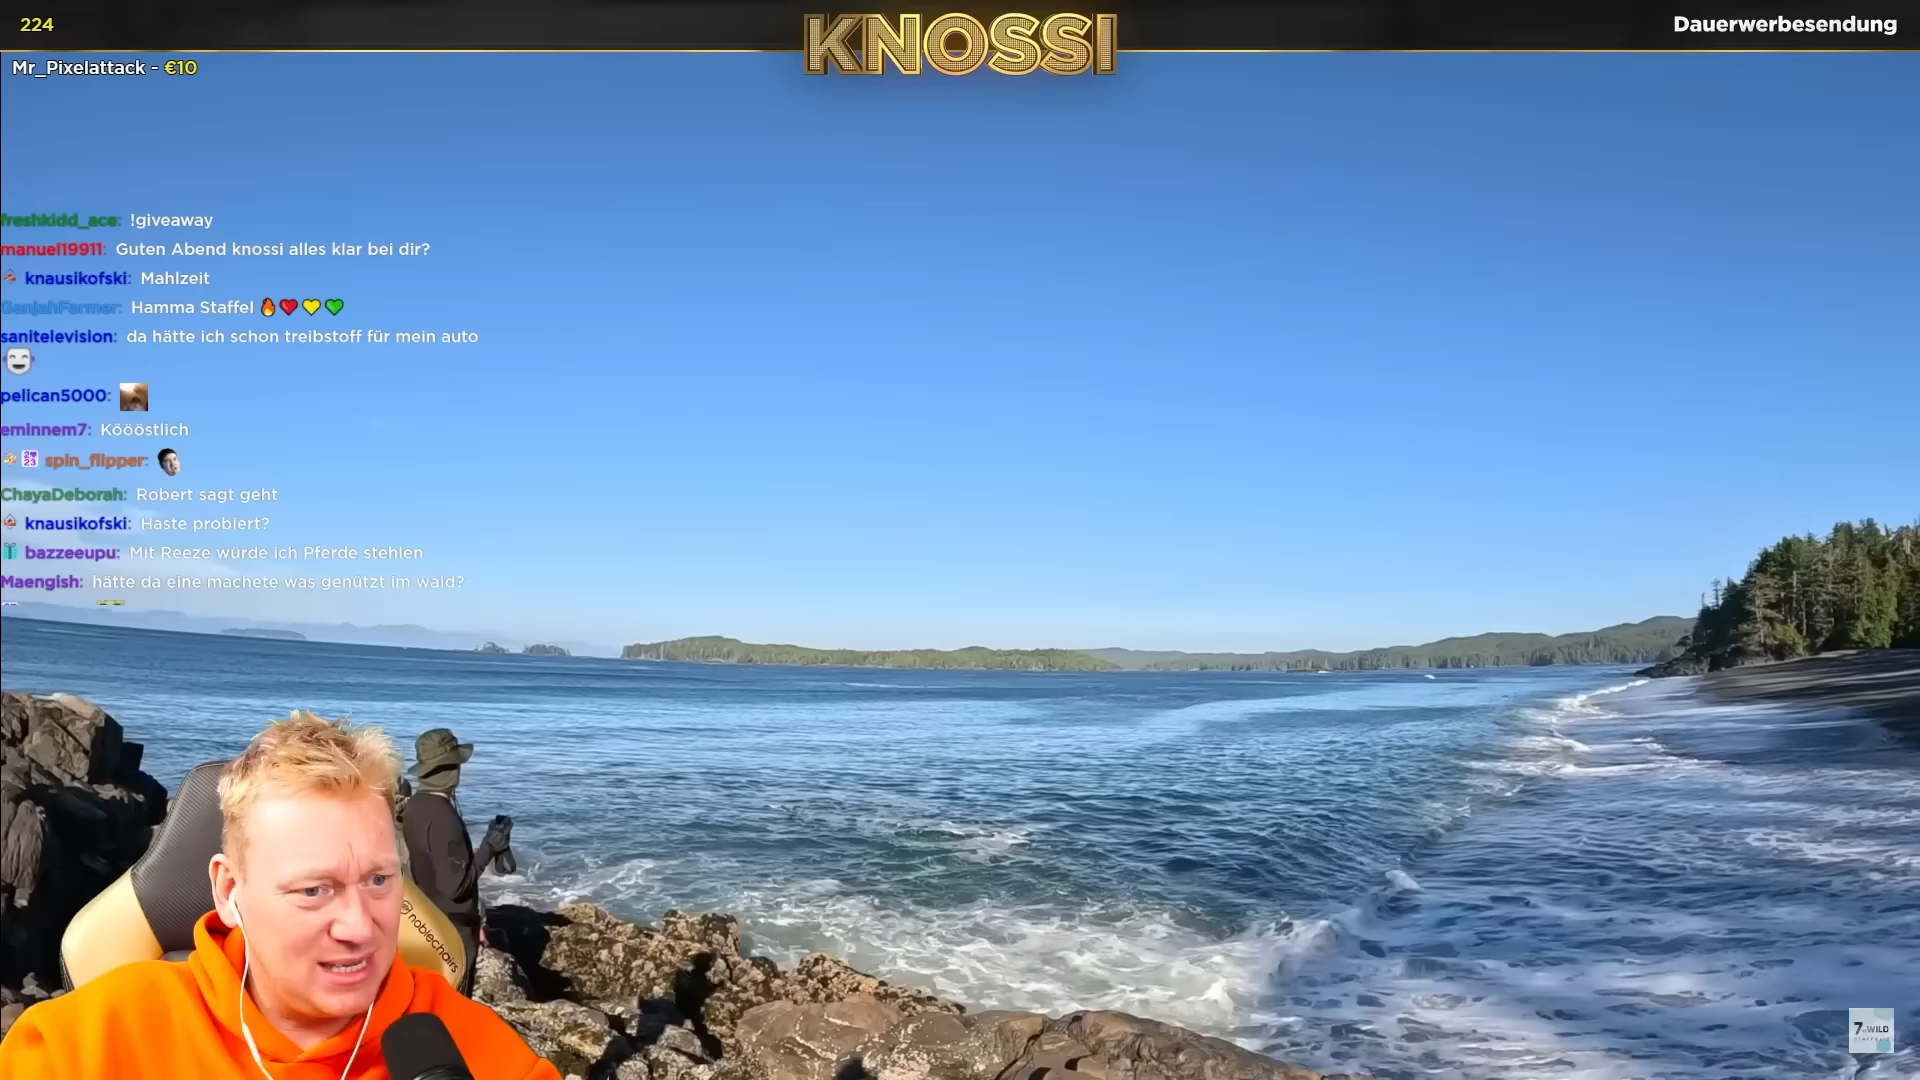 224
KNOSSI
Dauerwerbesendung
Mr_Pixelattack - €10
freshkidd_ace: !giveaway
manuel19911: Guten Abend knossi alles klar bei dir?
knausikofski: Mahlzeit
GanjahFarmer: Hamma Staffel 🔥❤️💛💚
sanitelevision: da hätte ich schon treibstoff für mein auto
pelican5000:
eminnem7: Köööstlich
spin_flipper:
ChayaDeborah: Robert sagt geht
knausikofski: Haste probiert?
bazzeeupu: Mit Reeze würde ich Pferde stehlen
Maengish: hätte da eine machete was genützt im wald?
noblechairs
7 vs. WILD